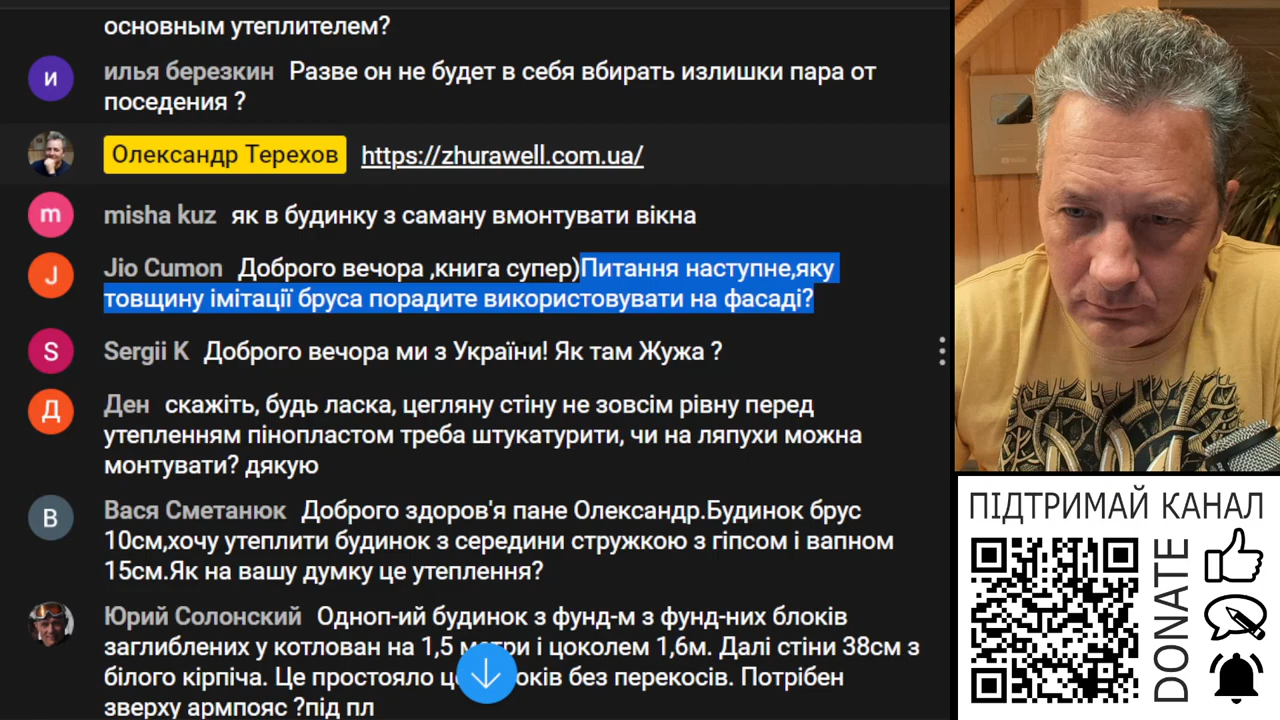 основным утеплителем?
и
илья березкин Разве он не будет в себя вбирать излишки пара от
поседения ?
Олександр Терехов https://zhurawell.com.ua/
m
misha kuz як в будинку з саману вмонтувати вікна
J
Jio Cumon Доброго вечора ,книга супер)Питання наступне,яку
товщину імітації бруса порадите використовувати на фасаді?
S
Sergii K Доброго вечора ми з України! Як там Жужа ?
Д
Ден скажіть, будь ласка, цегляну стіну не зовсім рівну перед
утепленням пінопластом треба штукатурити, чи на ляпухи можна
монтувати? дякую
В
Вася Сметанюк Доброго здоров'я пане Олександр.Будинок брус
10см,хочу утеплити будинок з середини стружкою з гіпсом і вапном
15см.Як на вашу думку це утеплення?
Юрий Солонский Одноп-ий будинок з фунд-м з фунд-них блоків
заглиблених у котлован на 1,5 метри і цоколем 1,6м. Далі стіни 38см з
білого кірпіча. Це простояло без перекосів. Потрібен
зверху армпояс ?під пл
ПІДТРИМАЙ КАНАЛ
DONATE